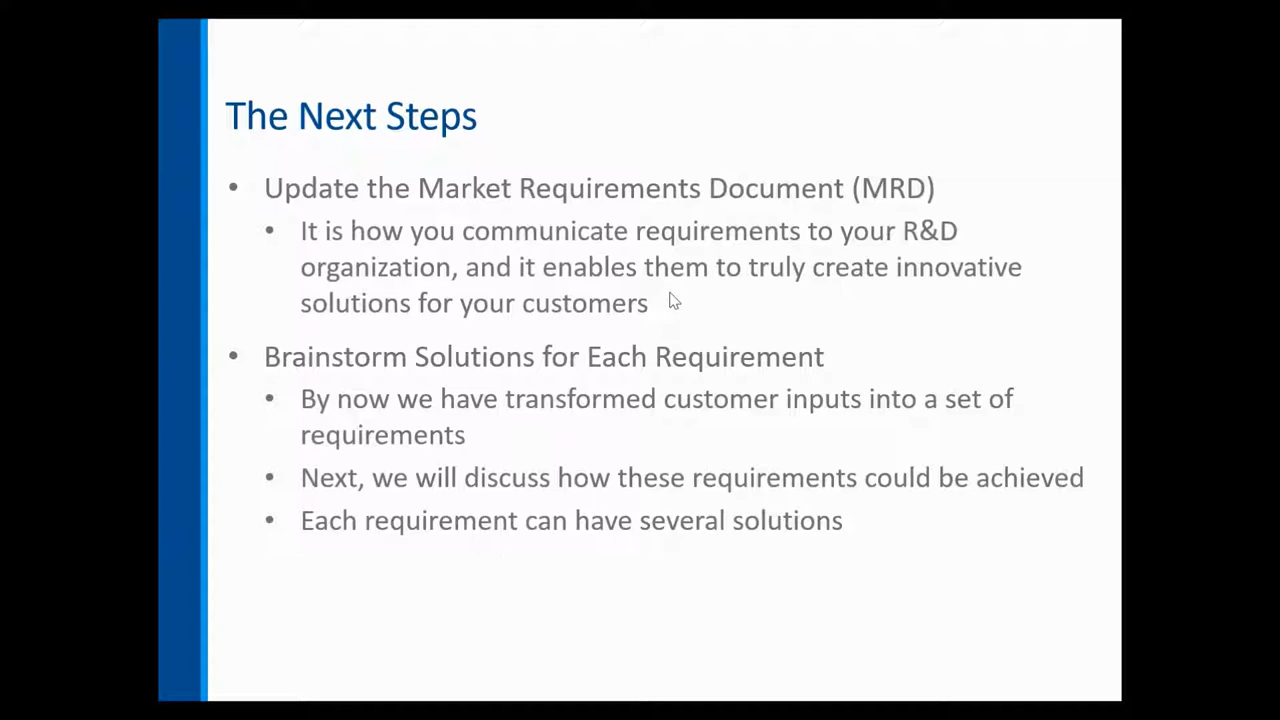 The Next Steps
• Update the Market Requirements Document (MRD)
• It is how you communicate requirements to your R&D
organization, and it enables them to truly create innovative
solutions for your customers
• Brainstorm Solutions for Each Requirement
• By now we have transformed customer inputs into a set of
requirements
• Next, we will discuss how these requirements could be achieved
• Each requirement can have several solutions